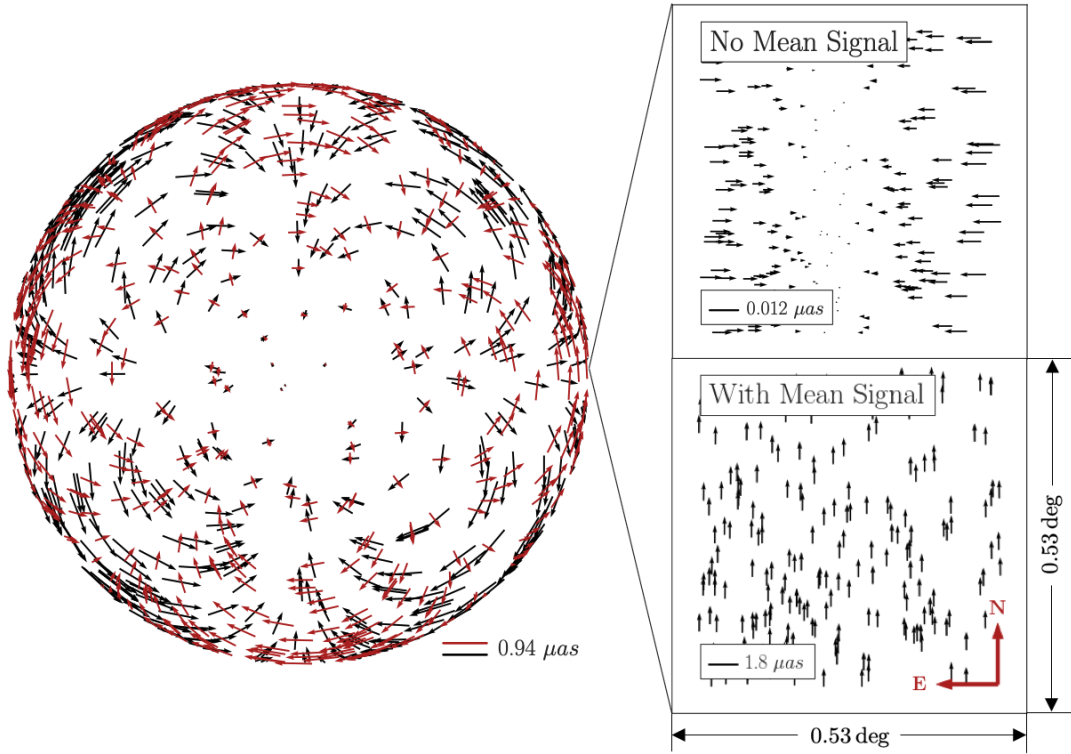 No Mean Signal
0.012 μas
With Mean Signal
1.8 μas
N
E
0.94 μas
0.53 deg
0.53 deg